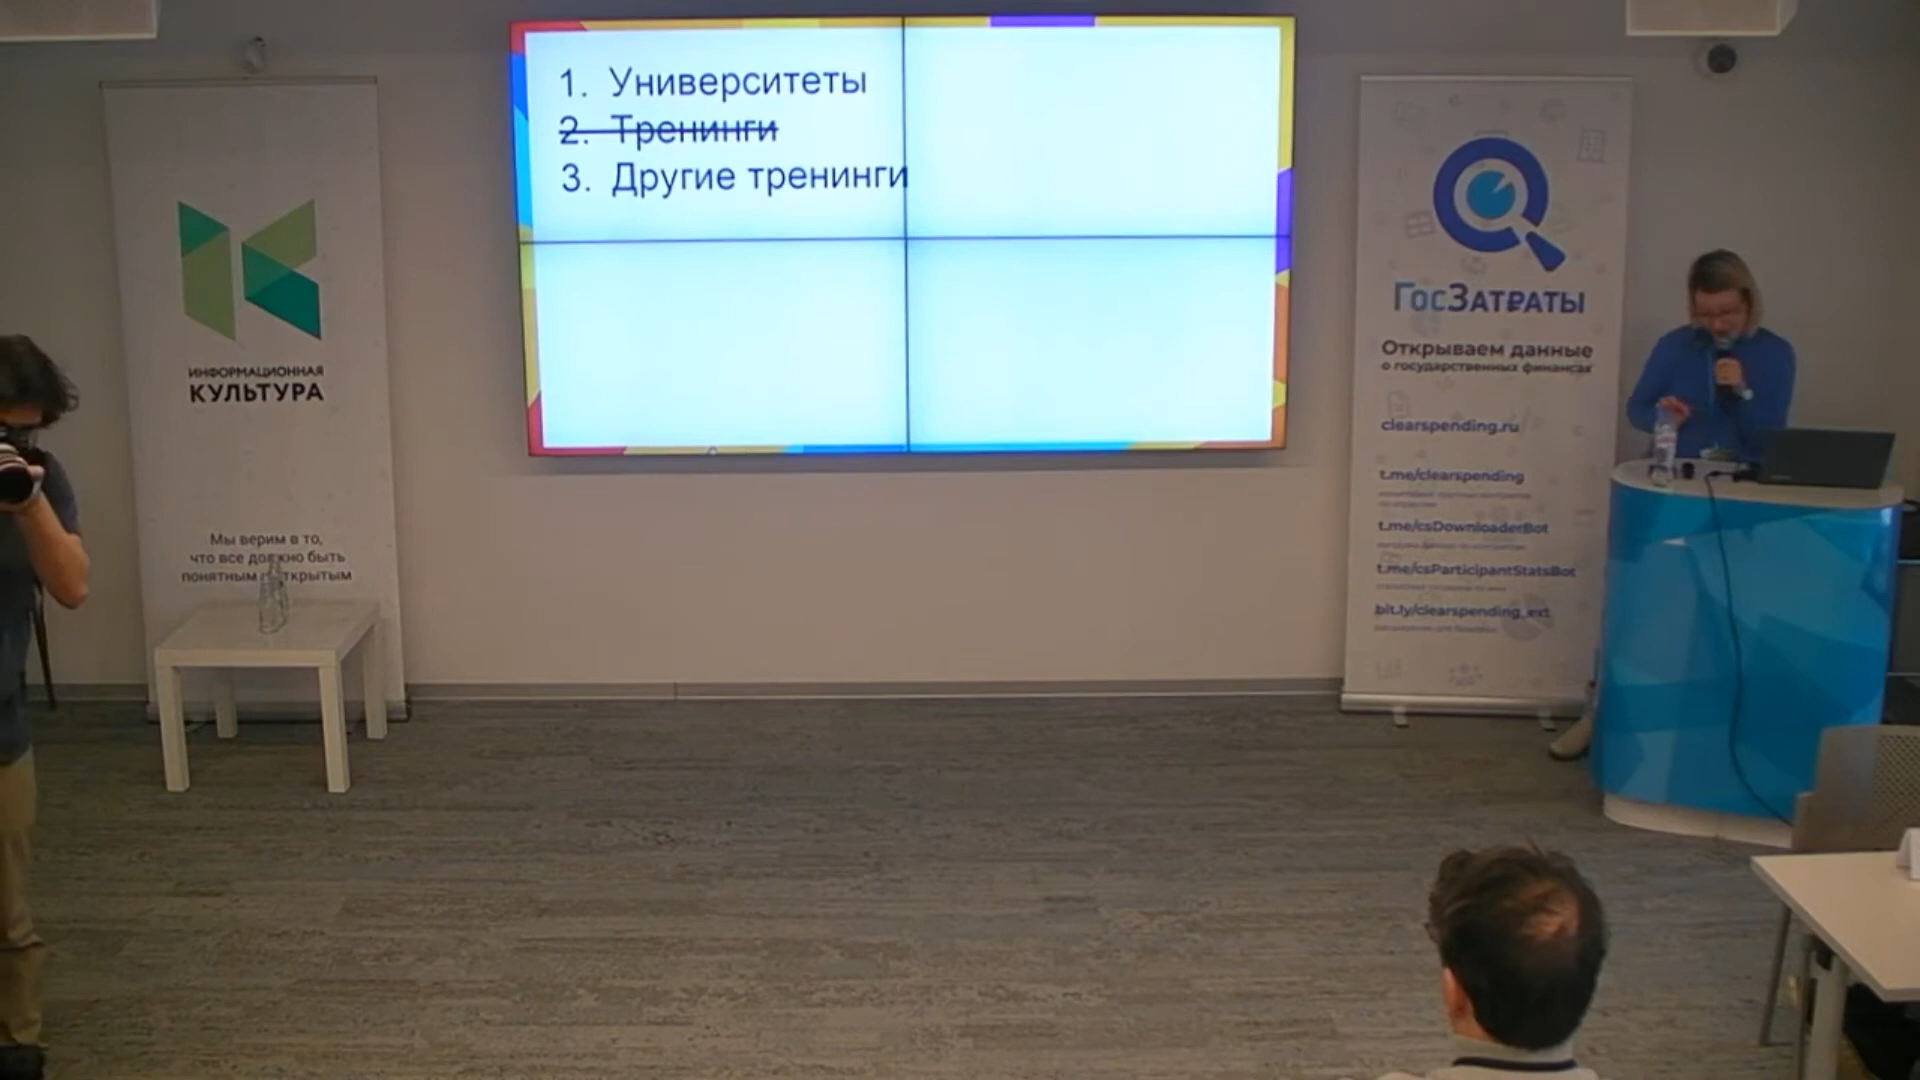 1. Университеты
2. Тренинги
3. Другие тренинги
ИНФОРМАЦИОННАЯ
КУЛЬТУРА
Мы верим в то,
что все должно быть
понятным открытым
ГОСЗАТРАТЫ
Открываем данные
о государственных финансах
clearspending.ru
t.me/clearspending
t.me/csDownloaderBot
t.me/csParticipantStatsBot
bit.ly/clearspending_ext